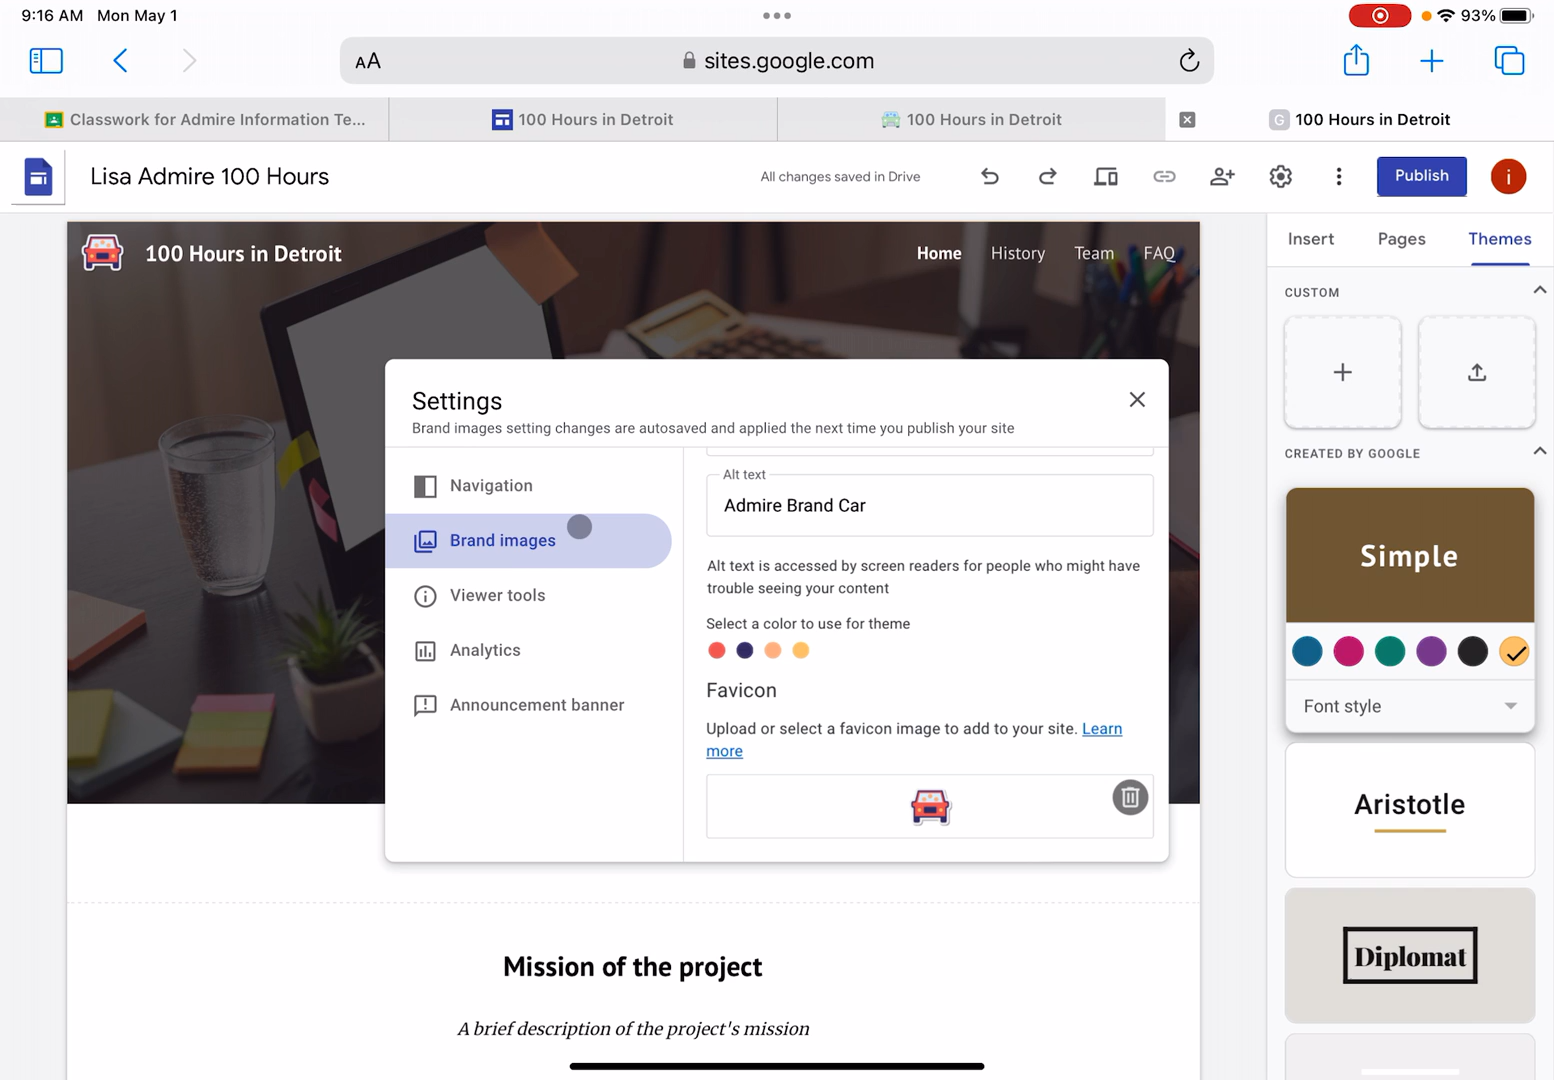 9:16 AM Mon May 1
93%
AA
sites.google.com
Classwork for Admire Information Te...
100 Hours in Detroit
100 Hours in Detroit
G
100 Hours in Detroit
Lisa Admire 100 Hours
All changes saved in Drive
Publish
i
100 Hours in Detroit
Home
History
Team
FAQ
Insert
Pages
Themes
CUSTOM
CREATED BY GOOGLE
Simple
Font style
Aristotle
Diplomat
Settings
Brand images setting changes are autosaved and applied the next time you publish your site
Navigation
Brand images
Viewer tools
Analytics
Announcement banner
Alt text
Admire Brand Car
Alt text is accessed by screen readers for people who might have
trouble seeing your content
Select a color to use for theme
Favicon
Upload or select a favicon image to add to your site. Learn
more
Mission of the project
A brief description of the project's mission